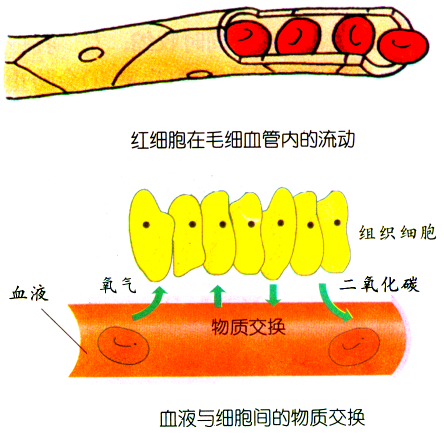 红细胞在毛细血管内的流动
组织细胞
氧气
二氧化碳
血液
物质交换
血液与细胞间的物质交换